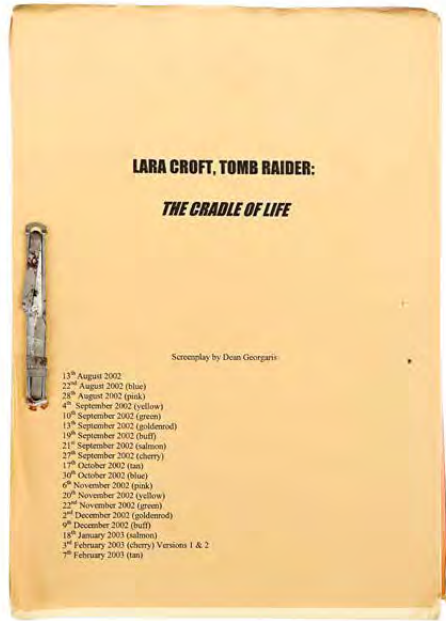 LARA CROFT, TOMB RAIDER:
THE CRADLE OF LIFE
Screenplay by Dean Georgaris
13th August 2002
22nd August 2002 (blue)
28th August 2002 (pink)
4th September 2002 (yellow)
10th September 2002 (green)
13th September 2002 (goldenrod)
19th September 2002 (buff)
21st September 2002 (salmon)
27th September 2002 (cherry)
17th October 2002 (tan)
30th October 2002 (blue)
6th November 2002 (pink)
20th November 2002 (yellow)
22nd November 2002 (green)
2nd December 2002 (goldenrod)
9th December 2002 (buff)
18th January 2003 (salmon)
3rd February 2003 (cherry) Versions 1 & 2
7th February 2003 (tan)